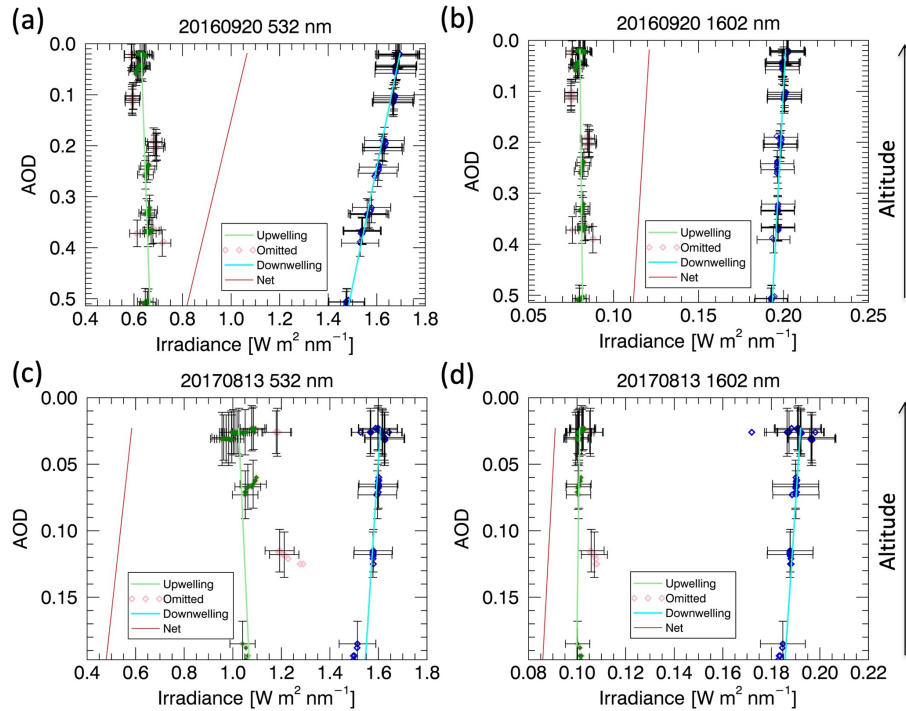 (a)
20160920 532 nm
0.0
0.1
0.2
0.3
0.4
0.5
AOD
Upwelling
Omitted
Downwelling
Net
0.4 0.6 0.8 1.0 1.2 1.4 1.6 1.8
Irradiance [W m² nm⁻¹]
(b)
20160920 1602 nm
0.0
0.1
0.2
0.3
0.4
0.5
AOD
Upwelling
Omitted
Downwelling
Net
0.05 0.10 0.15 0.20 0.25
Irradiance [W m² nm⁻¹]
Altitude
(c)
20170813 532 nm
0.00
0.05
0.10
0.15
AOD
Upwelling
Omitted
Downwelling
Net
0.4 0.6 0.8 1.0 1.2 1.4 1.6 1.8
Irradiance [W m² nm⁻¹]
(d)
20170813 1602 nm
0.00
0.05
0.10
0.15
AOD
Upwelling
Omitted
Downwelling
Net
0.08 0.10 0.12 0.14 0.16 0.18 0.20 0.22
Irradiance [W m² nm⁻¹]
Altitude